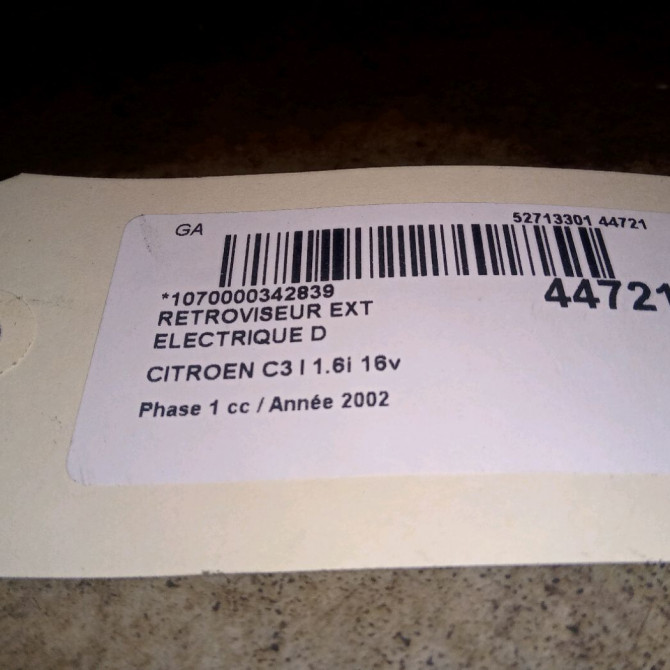 GA
52713301 44721
*1070000342839
44721
RETROVISEUR EXT
ELECTRIQUE D
CITROEN C3 I 1.6i 16v
Phase 1 cc / Année 2002